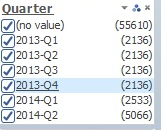 Quarter
(no value) (55610)
2013-Q1 (2136)
2013-Q2 (2136)
2013-Q3 (2136)
2013-Q4 (2136)
2014-Q1 (2533)
2014-Q2 (5066)